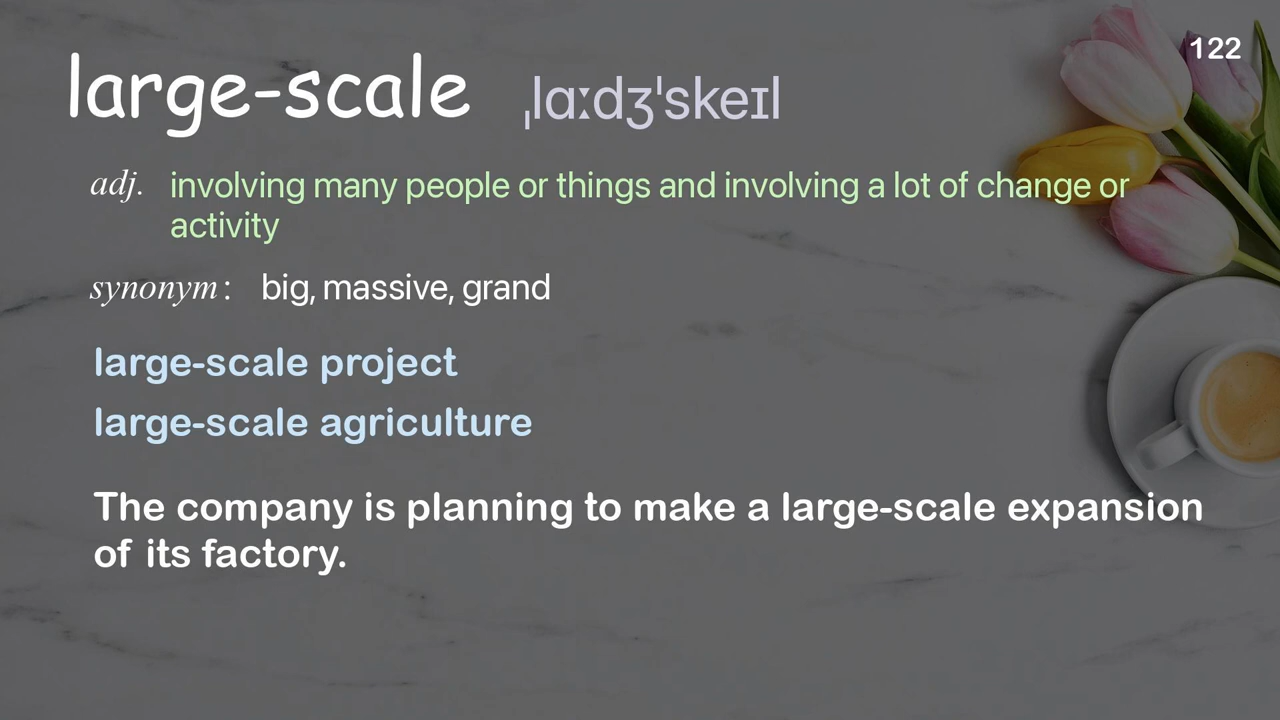 122
large-scale ˌlɑːdʒˈskeɪl
adj. involving many people or things and involving a lot of change or
activity
synonym: big, massive, grand
large-scale project
large-scale agriculture
The company is planning to make a large-scale expansion
of its factory.